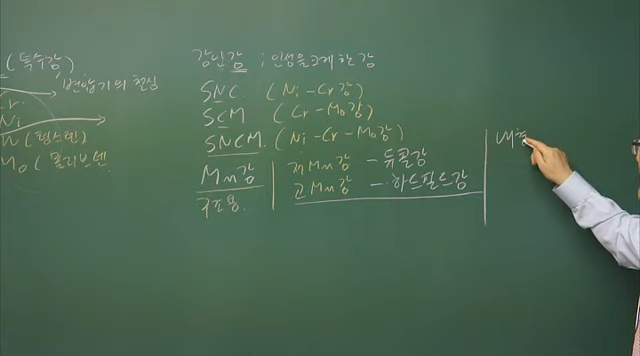 (특수강)
변압기의 철심
Cr.
Ni
W (텅스텐)
Mo (몰리브덴
강인강 ; 인성을 크게 한 강
SNC (Ni-Cr강)
SCM (Cr-Mo강)
SNCM. (Ni-Cr-Mo강)
Mn강
구조용.
저Mn강 - 듀콜강
고Mn강 - 하드필드강
내